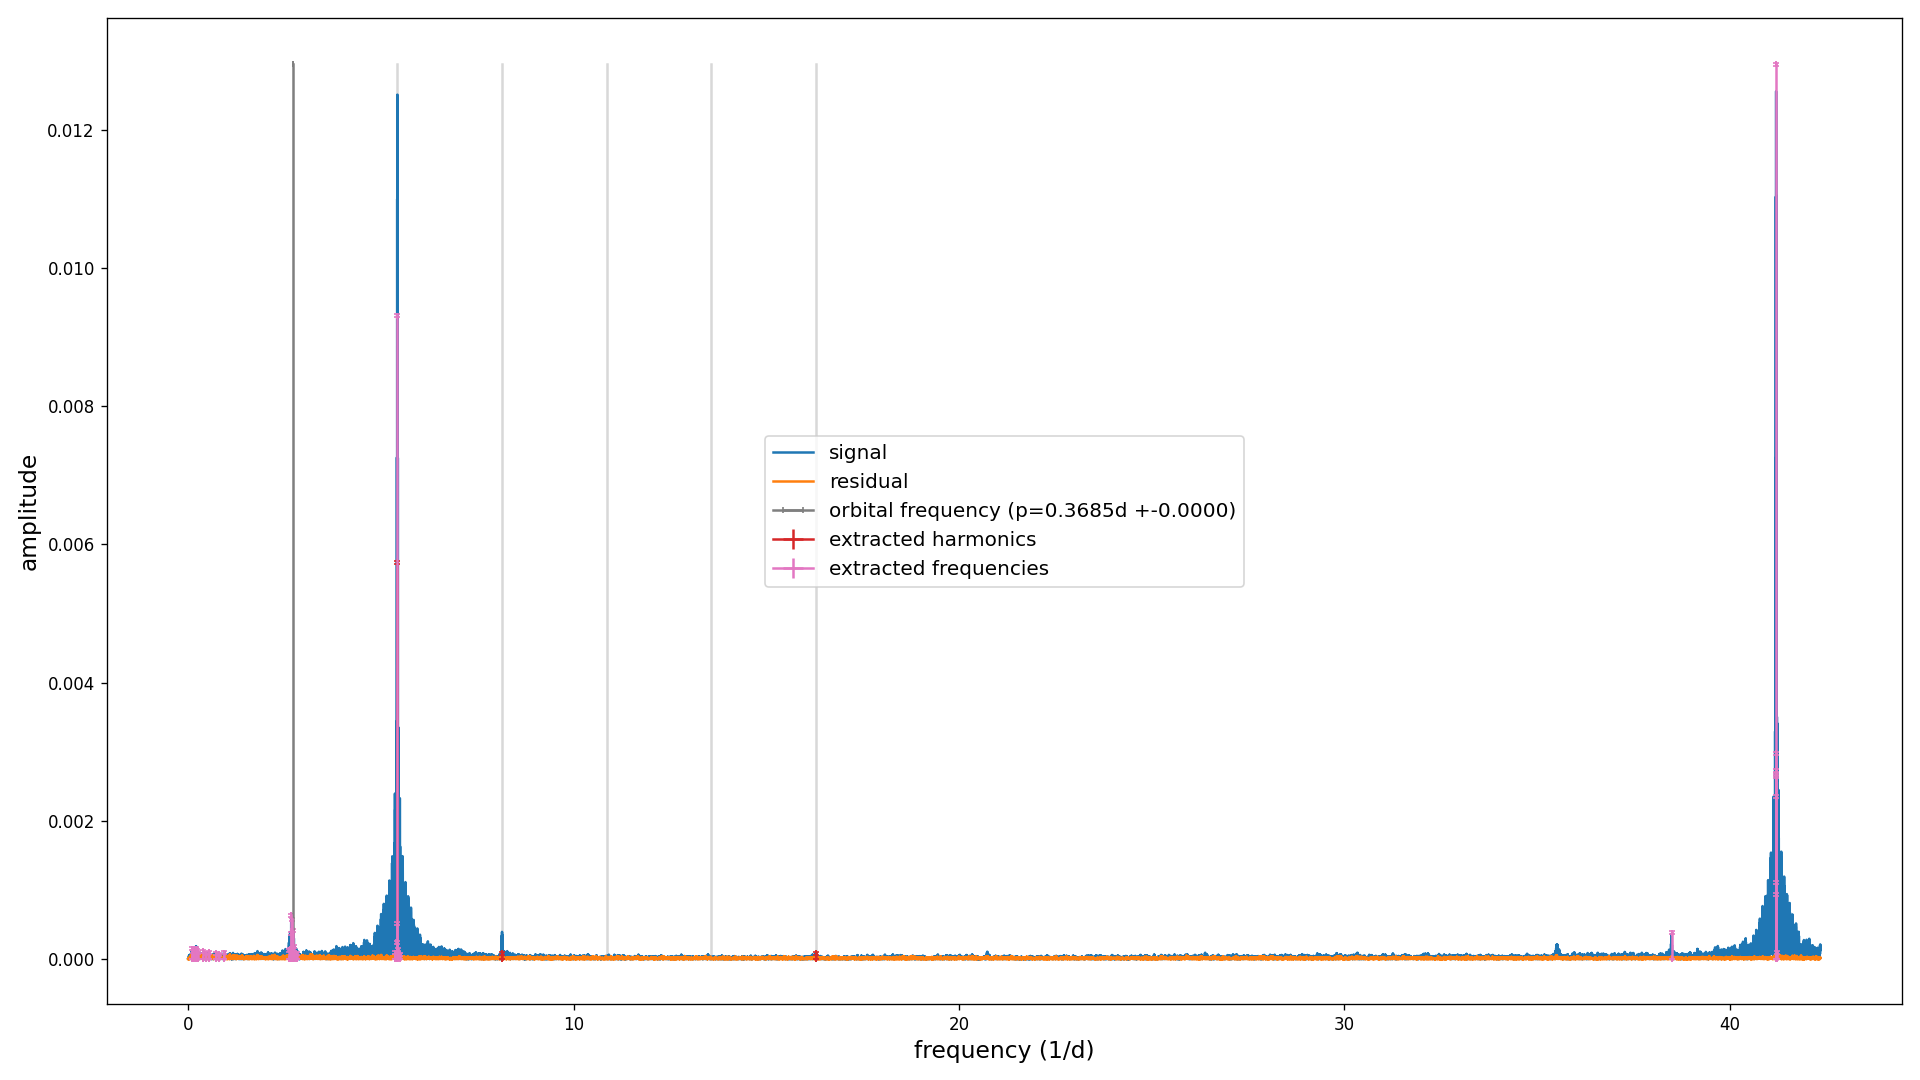 0.012
0.010
0.008
0.006
0.004
0.002
0.000
amplitude
signal
residual
orbital frequency (p=0.3685d +-0.0000)
extracted harmonics
extracted frequencies
0 10 20 30 40
frequency (1/d)